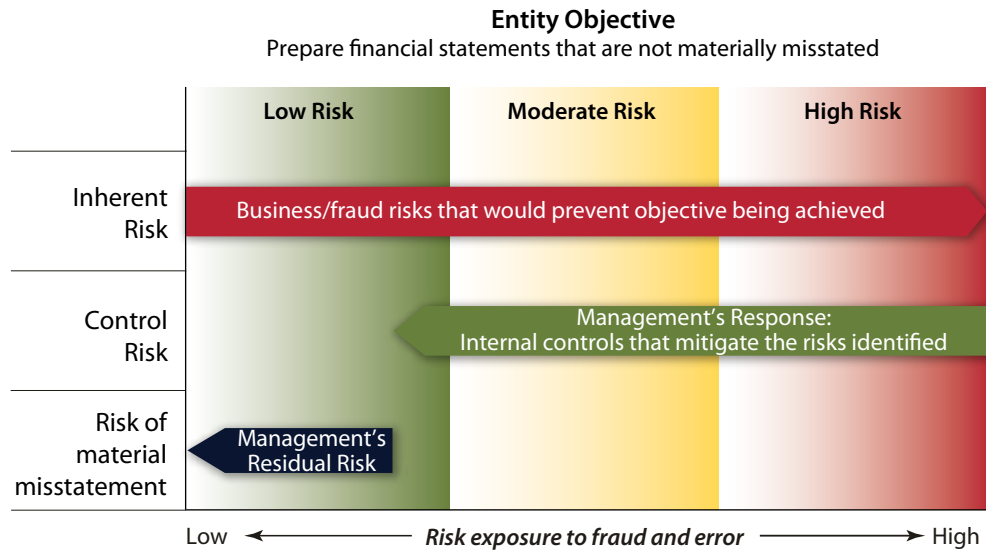 Entity Objective
Prepare financial statements that are not materially misstated
Low Risk
Moderate Risk
High Risk
Inherent
Risk
Business/fraud risks that would prevent objective being achieved
Control
Risk
Management's Response:
Internal controls that mitigate the risks identified
Risk of
material
misstatement
Management's
Residual Risk
Low
Risk exposure to fraud and error
High